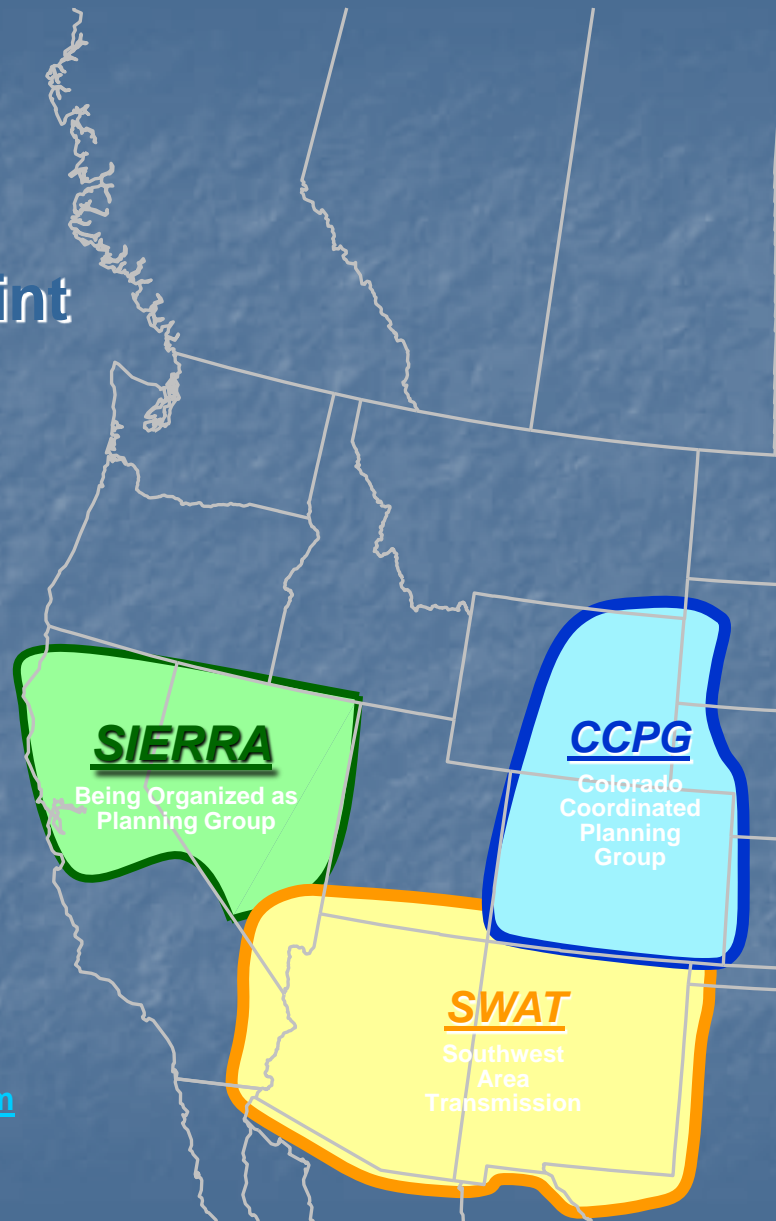 int
SIERRA
Being Organized as
Planning Group
CCPG
Colorado
Coordinated
Planning
Group
SWAT
Southwest
Area
Transmission
m